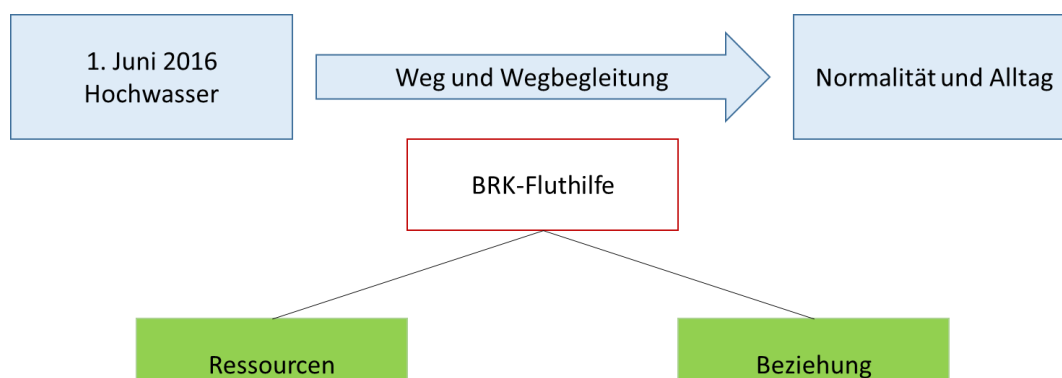 1. Juni 2016
Hochwasser
Weg und Wegbegleitung
Normalität und Alltag
BRK-Fluthilfe
Ressourcen
Beziehung